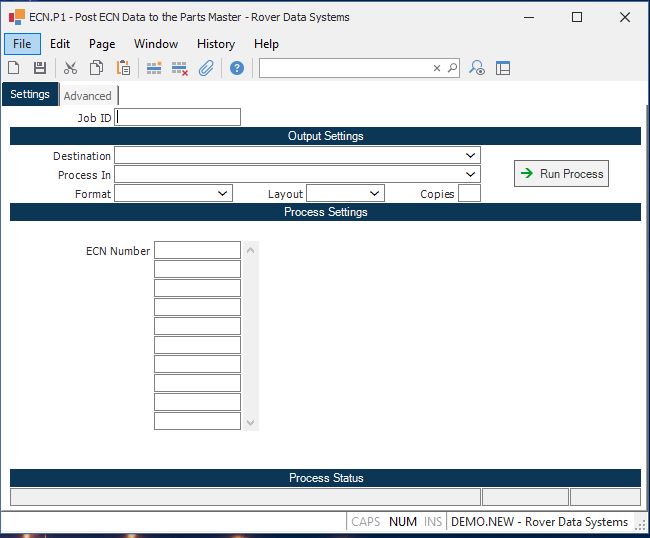 ECN.P1 - Post ECN Data to the Parts Master - Rover Data Systems
File Edit Page Window History Help
Settings Advanced
Job ID
Output Settings
Destination
Process In
Run Process
Format Layout Copies
Process Settings
ECN Number
Process Status
CAPS NUM INS DEMO.NEW - Rover Data Systems